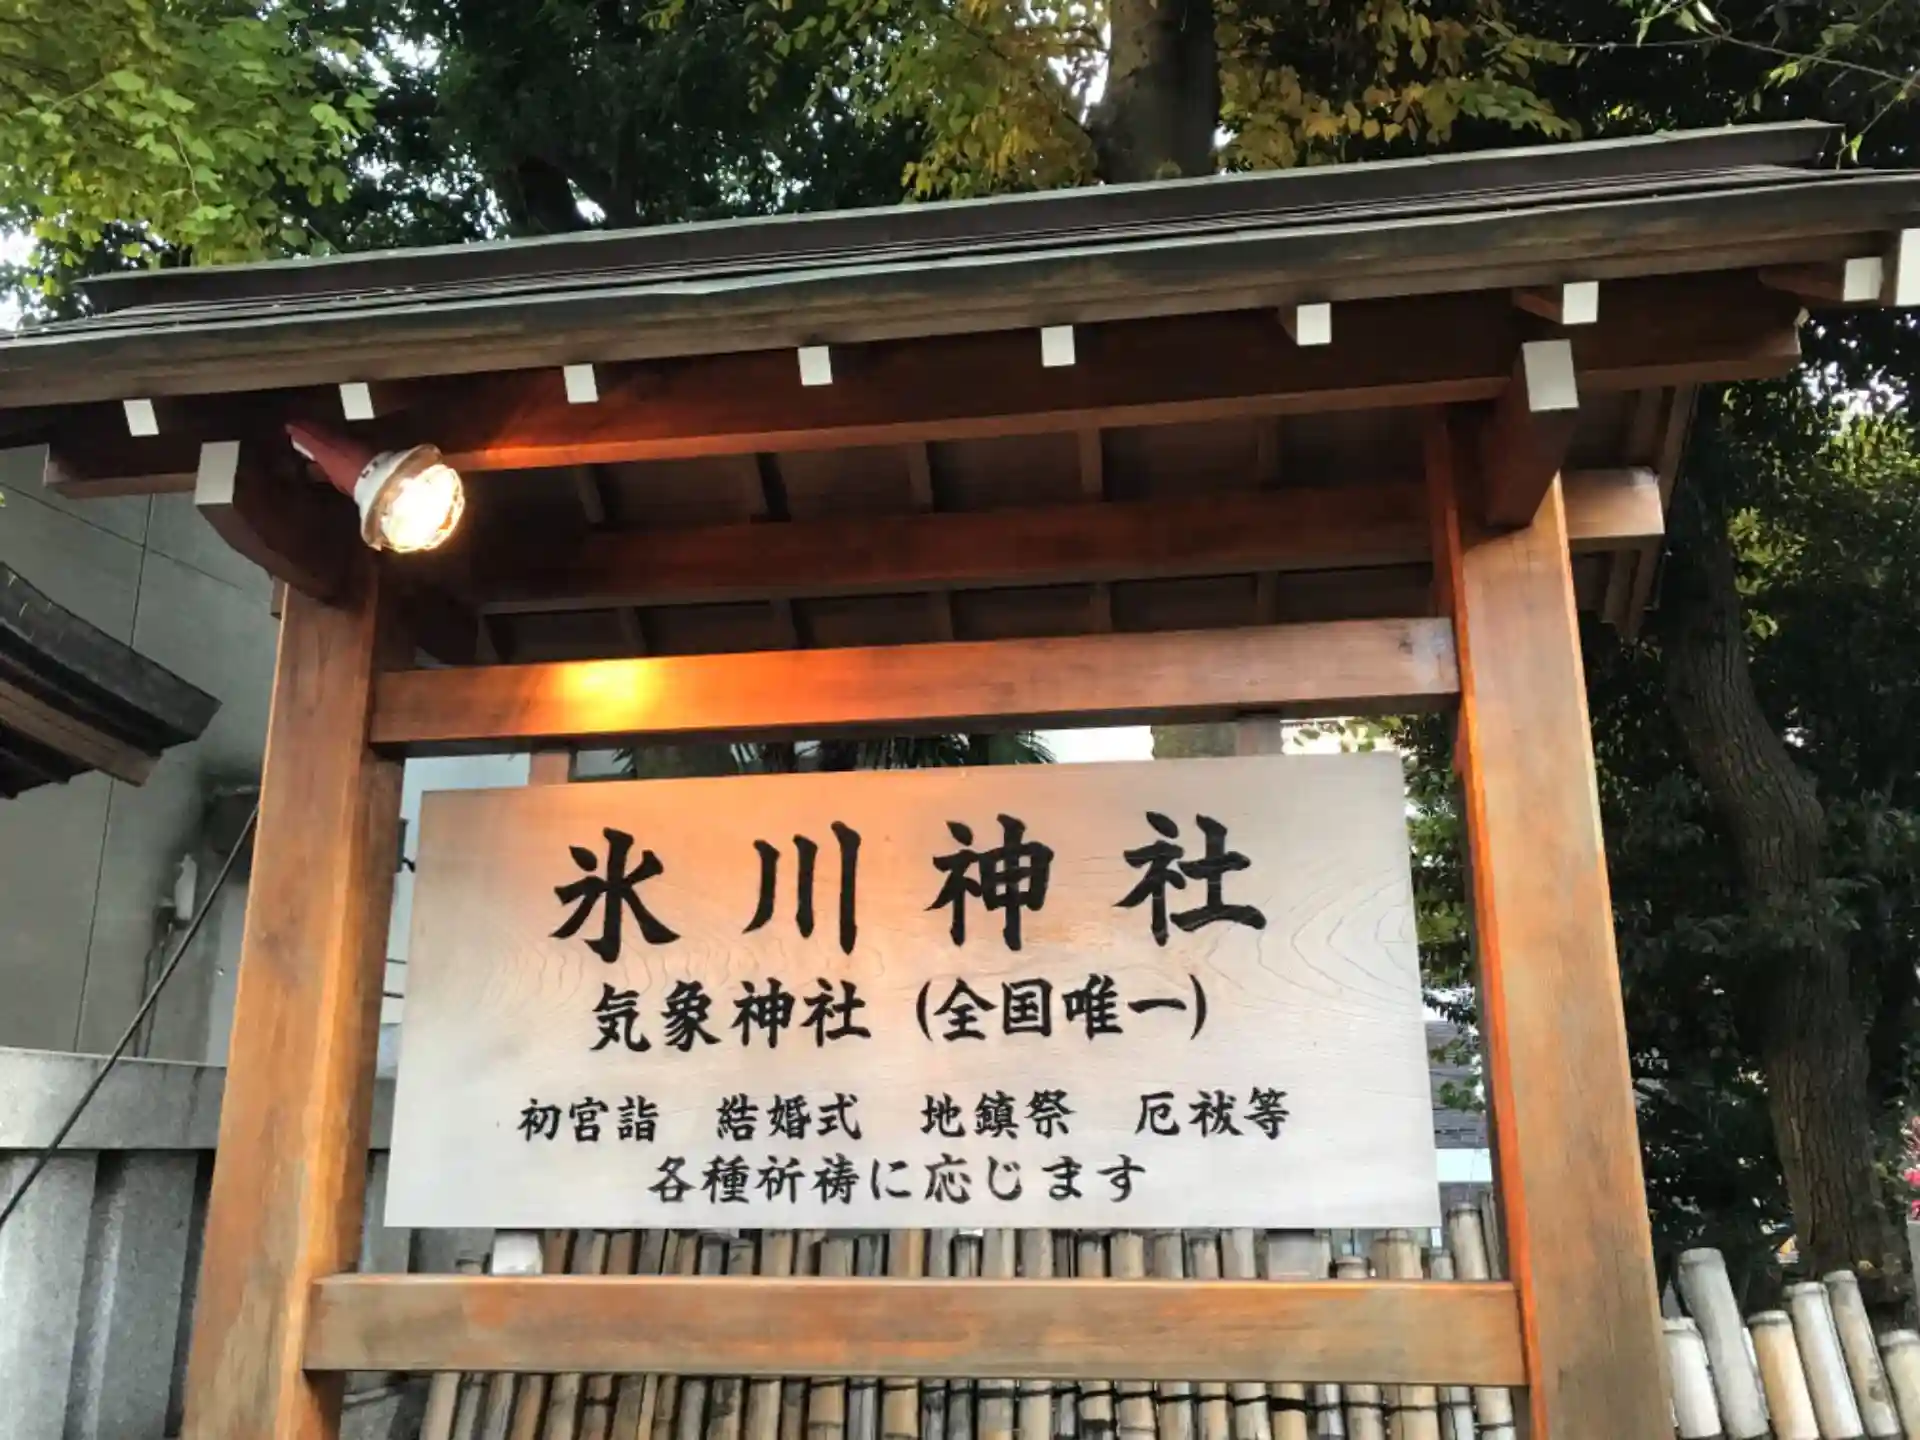 氷川神社
気象神社 (全国唯一)
初宮詣 結婚式 地鎮祭 厄祓等
各種祈祷に応じます